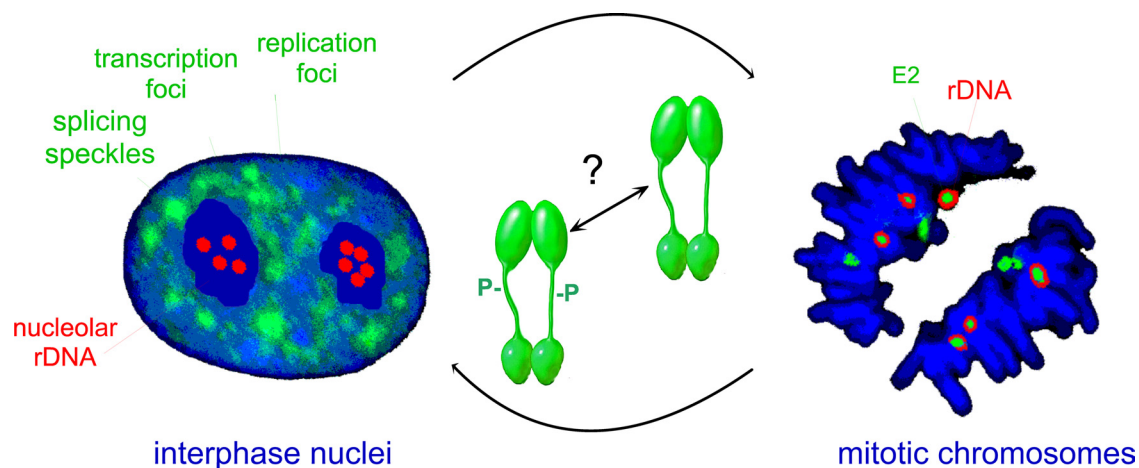 replication
foci
transcription
foci
splicing
speckles
nucleolar
rDNA
interphase nuclei
?
P-
-P
E2
rDNA
mitotic chromosomes